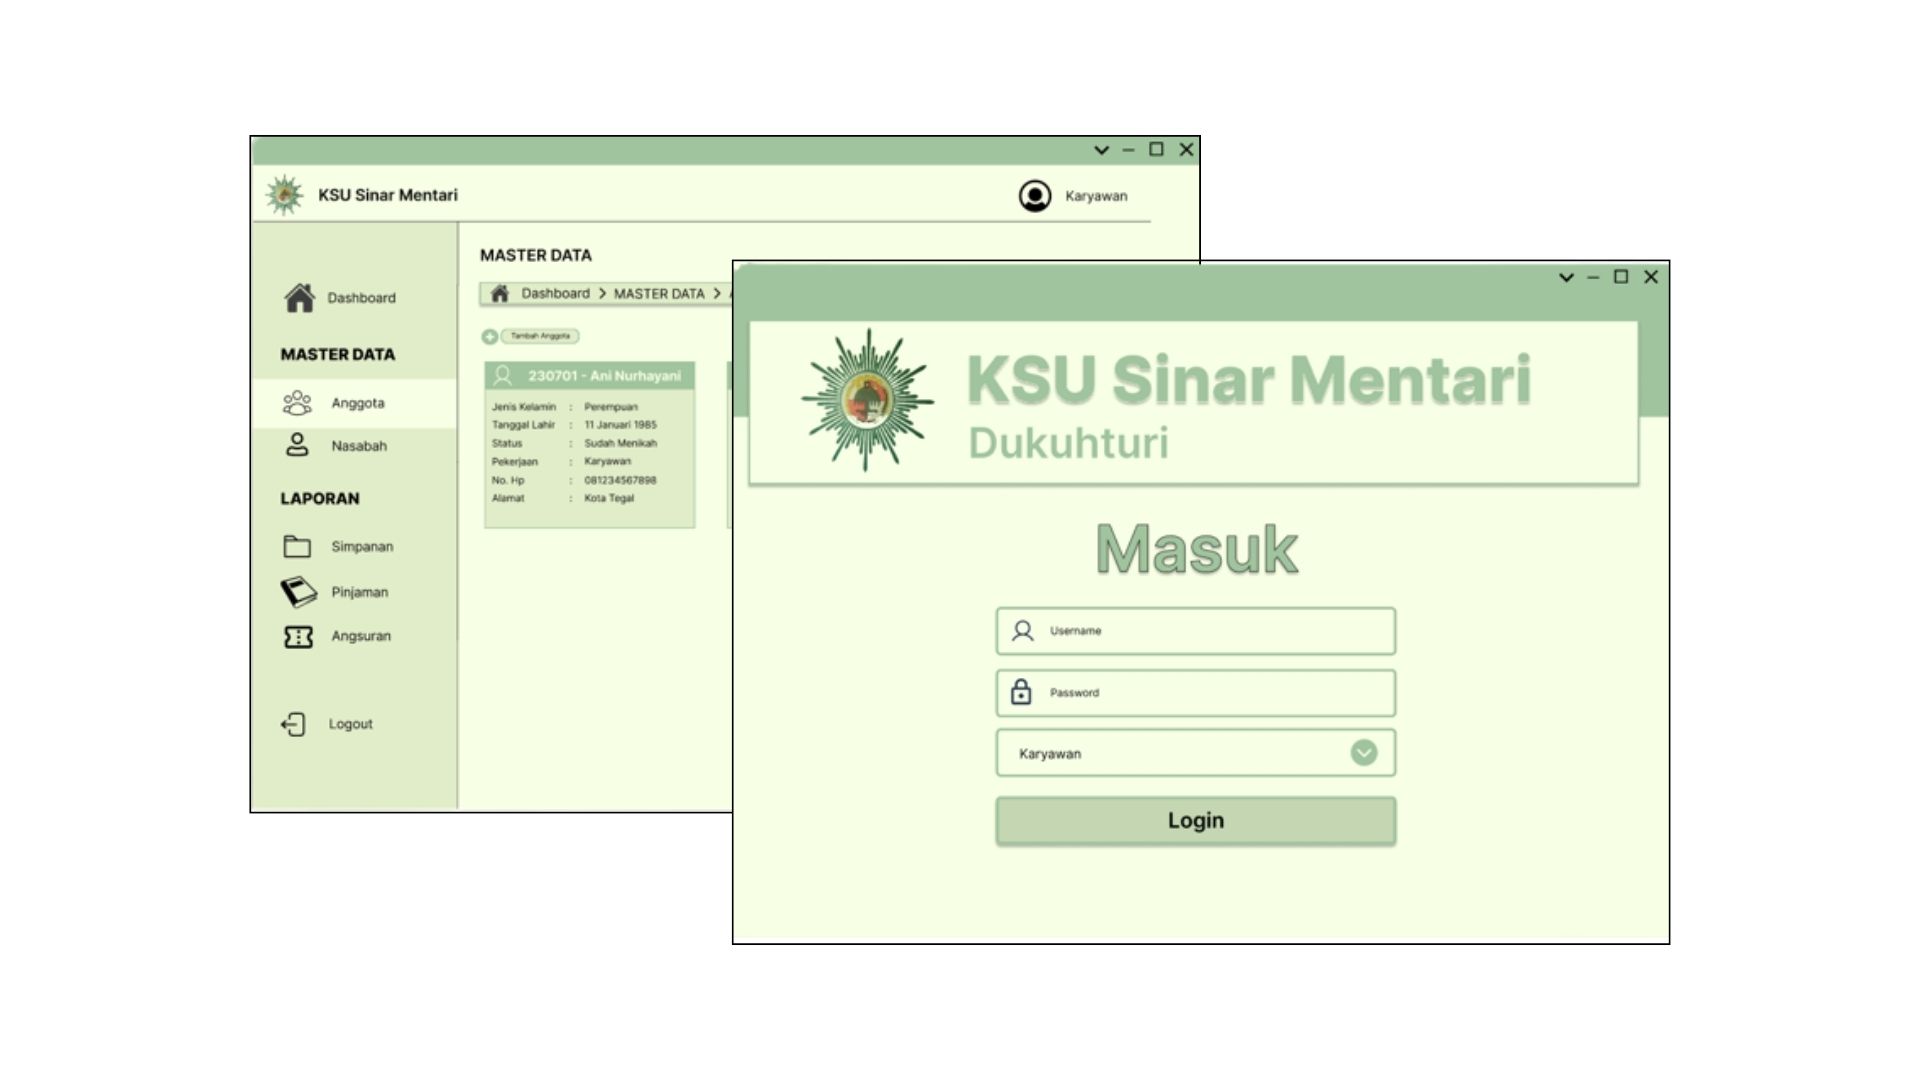 KSU Sinar Mentari
Karyawan
Dashboard
MASTER DATA
Anggota
Nasabah
LAPORAN
Simpanan
Pinjaman
Angsuran
Logout
MASTER DATA
Dashboard > MASTER DATA >
Tambah Anggota
230701 - Ani Nurhayani
Jenis Kelamin : Perempuan
Tanggal Lahir : 11 Januari 1985
Status : Sudah Menikah
Pekerjaan : Karyawan
No. Hp : 081234567898
Alamat : Kota Tegal
KSU Sinar Mentari
Dukuhturi
Masuk
Username
Password
Karyawan
Login